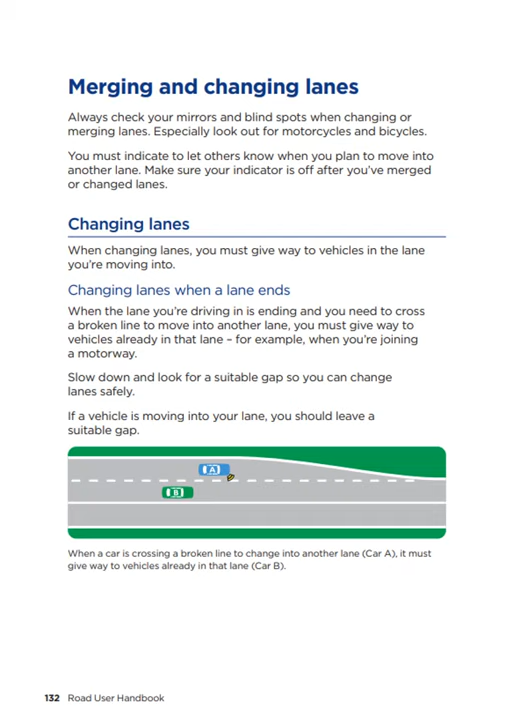 Merging and changing lanes
Always check your mirrors and blind spots when changing or
merging lanes. Especially look out for motorcycles and bicycles.
You must indicate to let others know when you plan to move into
another lane. Make sure your indicator is off after you’ve merged
or changed lanes.
Changing lanes
When changing lanes, you must give way to vehicles in the lane
you’re moving into.
Changing lanes when a lane ends
When the lane you’re driving in is ending and you need to cross
a broken line to move into another lane, you must give way to
vehicles already in that lane – for example, when you’re joining
a motorway.
Slow down and look for a suitable gap so you can change
lanes safely.
If a vehicle is moving into your lane, you should leave a
suitable gap.
A
B
When a car is crossing a broken line to change into another lane (Car A), it must
give way to vehicles already in that lane (Car B).
132 Road User Handbook